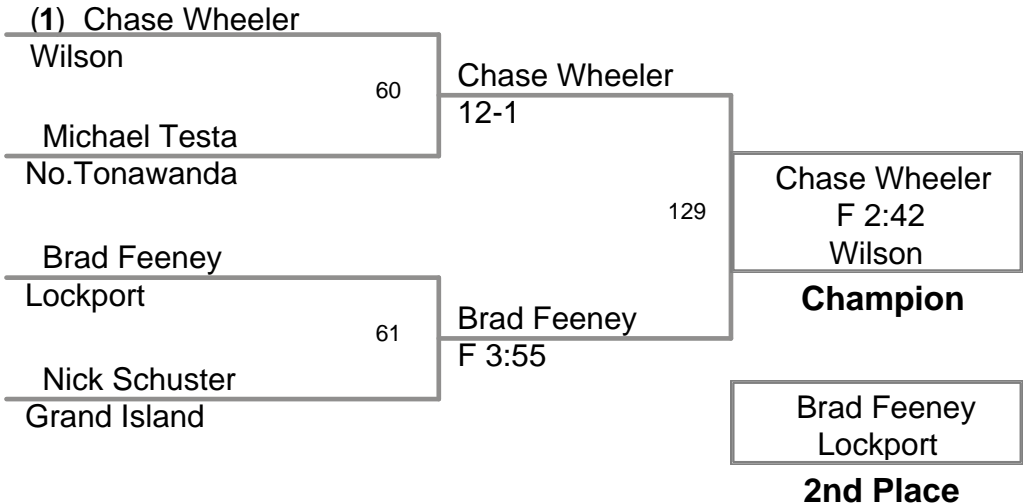 (1) Chase Wheeler
Wilson
60
Michael Testa
No.Tonawanda
Brad Feeney
Lockport
61
Nick Schuster
Grand Island
Chase Wheeler
12-1
129
Brad Feeney
F 3:55
Chase Wheeler
F 2:42
Wilson
Champion
Brad Feeney
Lockport
2nd Place